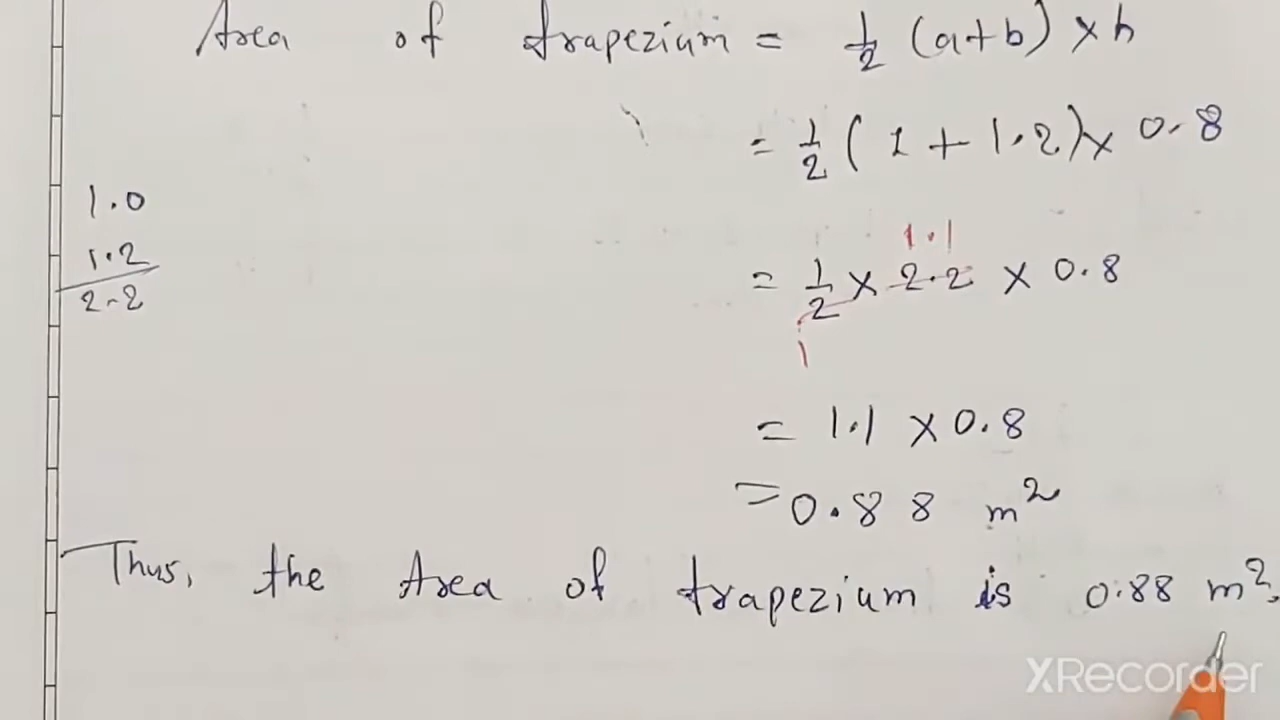 Area of trapezium = 1/2 (a+b) × h
= 1/2 (1 + 1.2) × 0.8
1.0
1.2
2.2
1.1
= 1/2 × 2.2 × 0.8
1
= 1.1 × 0.8
= 0.88 m²
Thus, the Area of trapezium is 0.88 m².
XRecorder